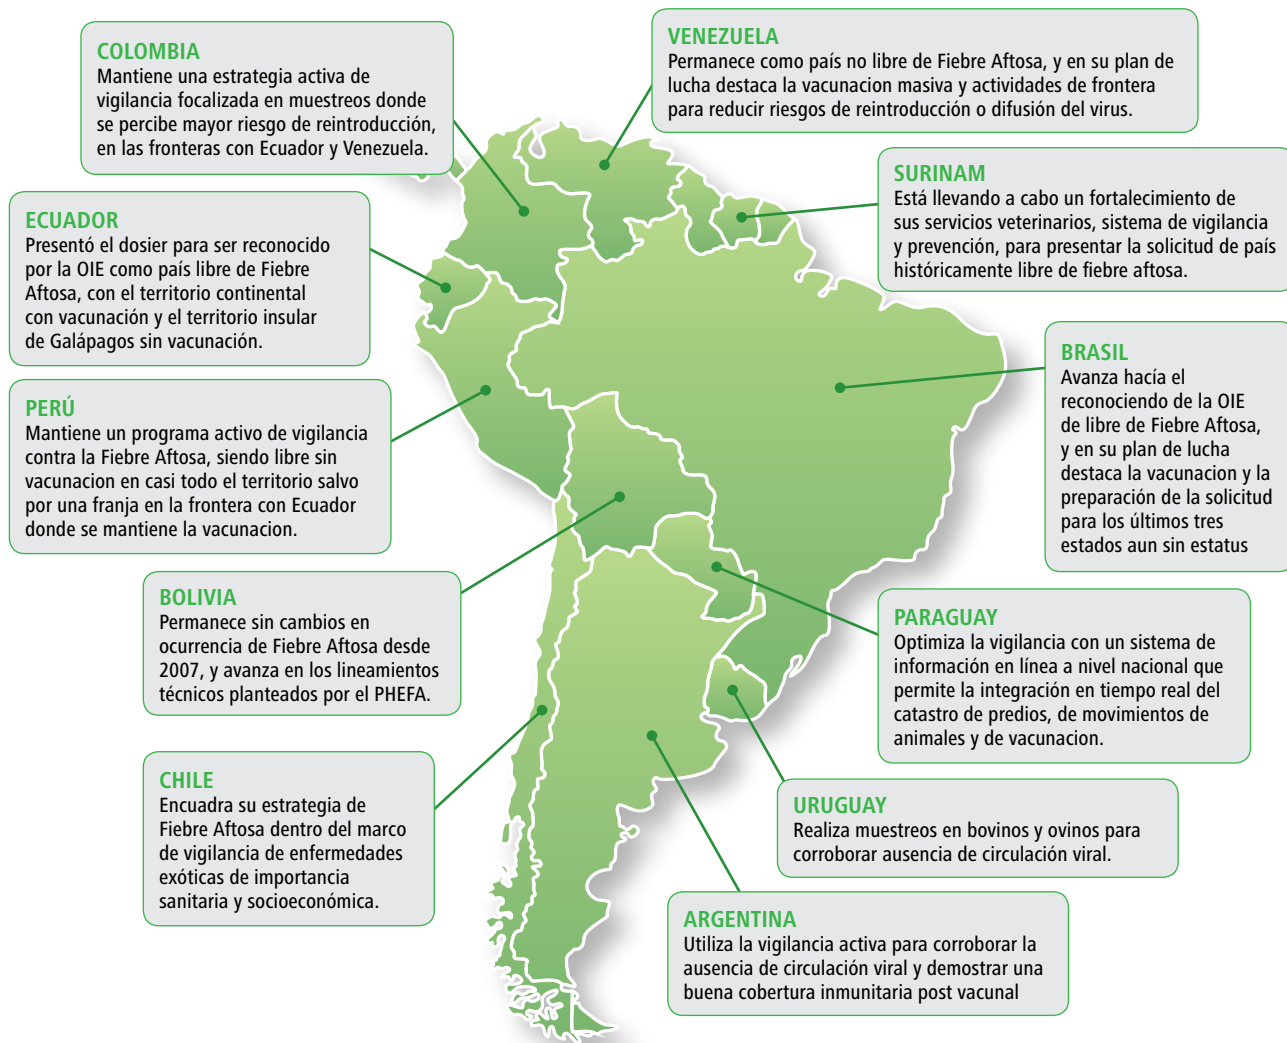 COLOMBIA
Mantiene una estrategia activa de
vigilancia focalizada en muestreos donde
se percibe mayor riesgo de reintroducción,
en las fronteras con Ecuador y Venezuela.
VENEZUELA
Permanece como país no libre de Fiebre Aftosa, y en su plan de
lucha destaca la vacunacion masiva y actividades de frontera
para reducir riesgos de reintroducción o difusión del virus.
SURINAM
Está llevando a cabo un fortalecimiento de
sus servicios veterinarios, sistema de vigilancia
y prevención, para presentar la solicitud de país
históricamente libre de fiebre aftosa.
ECUADOR
Presentó el dosier para ser reconocido
por la OIE como país libre de Fiebre
Aftosa, con el territorio continental
con vacunación y el territorio insular
de Galápagos sin vacunación.
BRASIL
Avanza hacía el
reconociendo de la OIE
de libre de Fiebre Aftosa,
y en su plan de lucha
destaca la vacunacion y la
preparación de la solicitud
para los últimos tres
estados aun sin estatus
PERÚ
Mantiene un programa activo de vigilancia
contra la Fiebre Aftosa, siendo libre sin
vacunacion en casi todo el territorio salvo
por una franja en la frontera con Ecuador
donde se mantiene la vacunacion.
BOLIVIA
Permanece sin cambios en
ocurrencia de Fiebre Aftosa desde
2007, y avanza en los lineamientos
técnicos planteados por el PHEFA.
PARAGUAY
Optimiza la vigilancia con un sistema de
información en línea a nivel nacional que
permite la integración en tiempo real del
catastro de predios, de movimientos de
animales y de vacunacion.
CHILE
Encuadra su estrategia de
Fiebre Aftosa dentro del marco
de vigilancia de enfermedades
exóticas de importancia
sanitaria y socioeconómica.
URUGUAY
Realiza muestreos en bovinos y ovinos para
corroborar ausencia de circulación viral.
ARGENTINA
Utiliza la vigilancia activa para corroborar la
ausencia de circulación viral y demostrar una
buena cobertura inmunitaria post vacunal